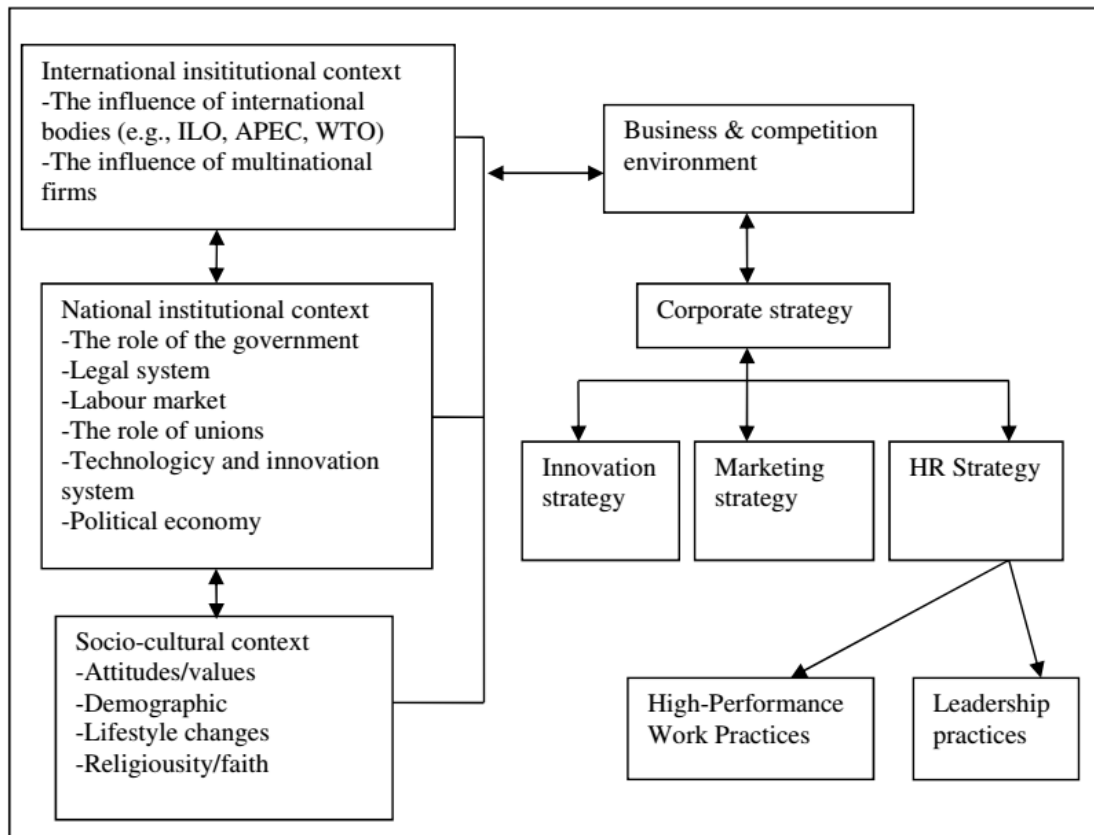 International insititutional context
-The influence of international
bodies (e.g., ILO, APEC, WTO)
-The influence of multinational
firms
National institutional context
-The role of the government
-Legal system
-Labour market
-The role of unions
-Technologicy and innovation
system
-Political economy
Socio-cultural context
-Attitudes/values
-Demographic
-Lifestyle changes
-Religiousity/faith
Business & competition
environment
Corporate strategy
Innovation
strategy
Marketing
strategy
HR Strategy
High-Performance
Work Practices
Leadership
practices